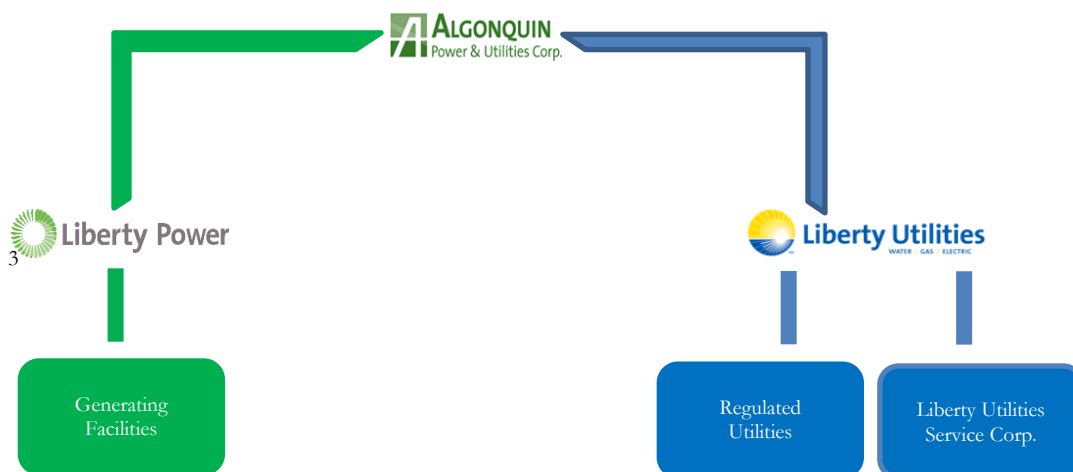 ALGONQUIN
Power & Utilities Corp.
Liberty Power
3
Liberty Utilities
WATER | GAS | ELECTRIC
Generating
Facilities
Regulated
Utilities
Liberty Utilities
Service Corp.